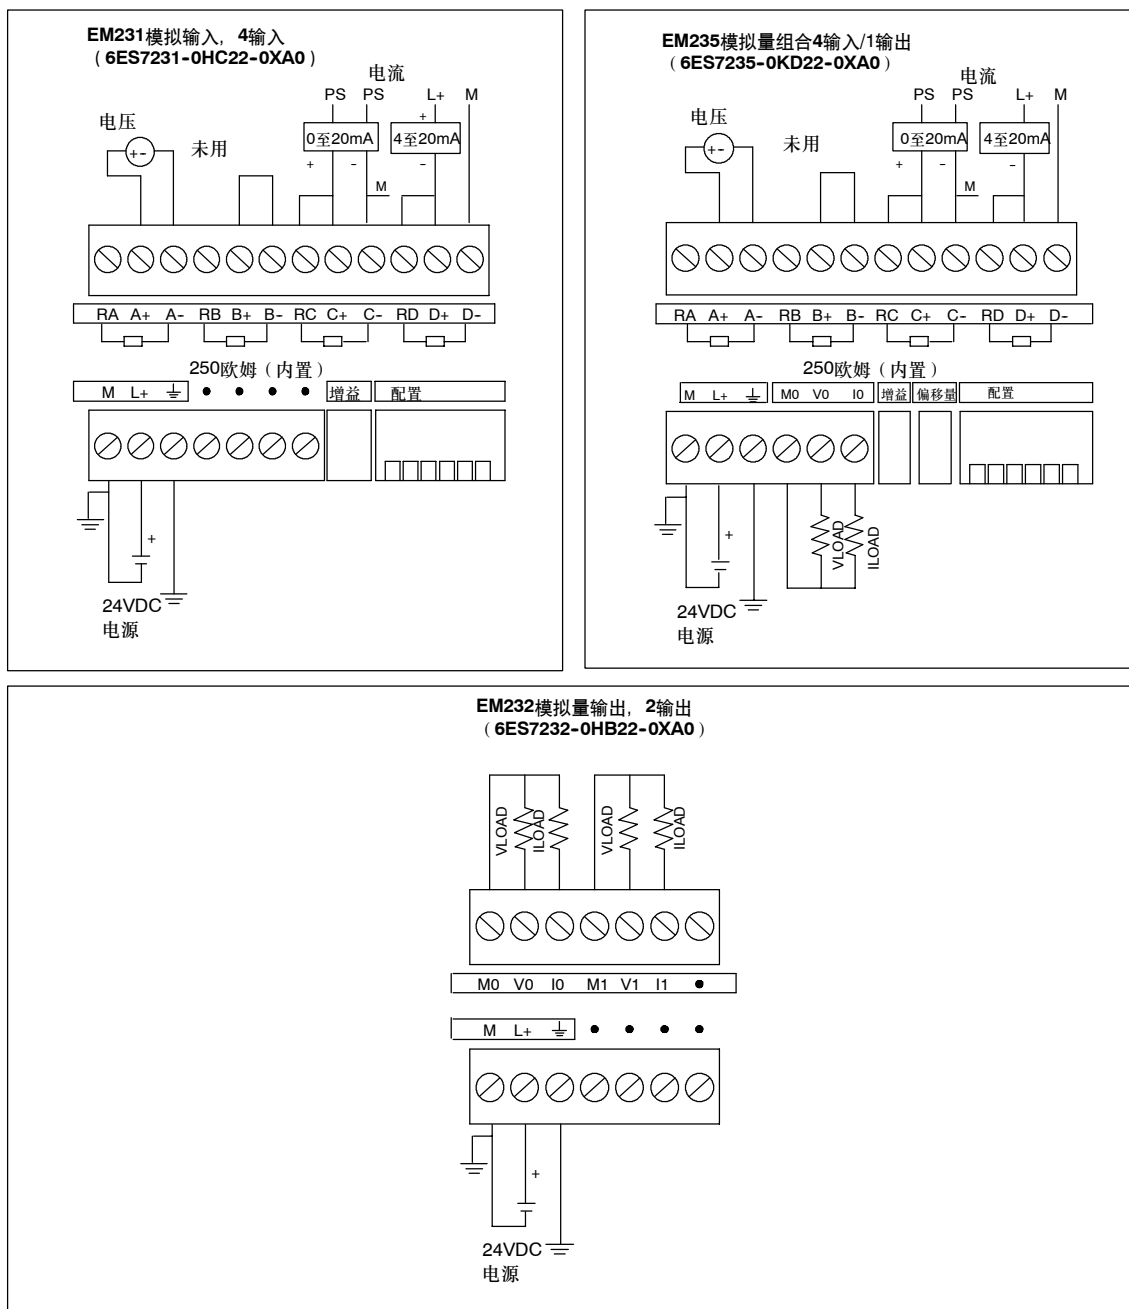 EM231模拟输入，4输入
（6ES7231-0HC22-0XA0）
电流
PS PS L+ M
电压
未用
+-
0至20mA
+
4至20mA
+ - -
M
RA A+ A- RB B+ B- RC C+ C- RD D+ D-
250欧姆（内置）
M L+ 增益 配置
+
24VDC
电源
EM235模拟量组合4输入/1输出
（6ES7235-0KD22-0XA0）
电流
PS PS L+ M
电压
未用
+-
0至20mA
4至20mA
+ - -
M
RA A+ A- RB B+ B- RC C+ C- RD D+ D-
250欧姆（内置）
M L+ M0 V0 I0 增益 偏移量 配置
+
VLOAD
ILOAD
24VDC
电源
EM232模拟量输出，2输出
（6ES7232-0HB22-0XA0）
VLOAD
ILOAD
VLOAD
ILOAD
M0 V0 I0 M1 V1 I1
M L+
+
24VDC
电源